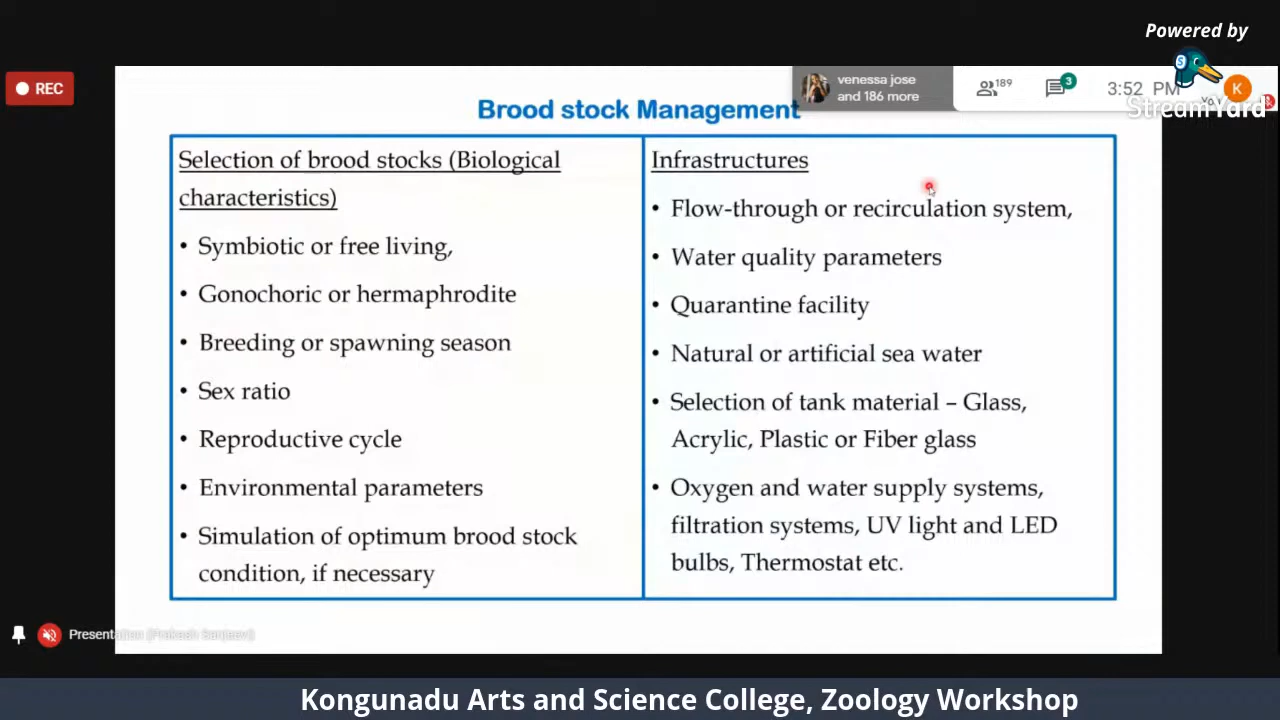 Powered by
REC
venessa jose
and 186 more
189
3
3:52 PM
K
StreamYard
Brood stock Management
Selection of brood stocks (Biological
characteristics)
• Symbiotic or free living,
• Gonochoric or hermaphrodite
• Breeding or spawning season
• Sex ratio
• Reproductive cycle
• Environmental parameters
• Simulation of optimum brood stock
condition, if necessary
Infrastructures
• Flow-through or recirculation system,
• Water quality parameters
• Quarantine facility
• Natural or artificial sea water
• Selection of tank material – Glass,
Acrylic, Plastic or Fiber glass
• Oxygen and water supply systems,
filtration systems, UV light and LED
bulbs, Thermostat etc.
Presentation (Prakash Sanjeevi)
Kongunadu Arts and Science College, Zoology Workshop